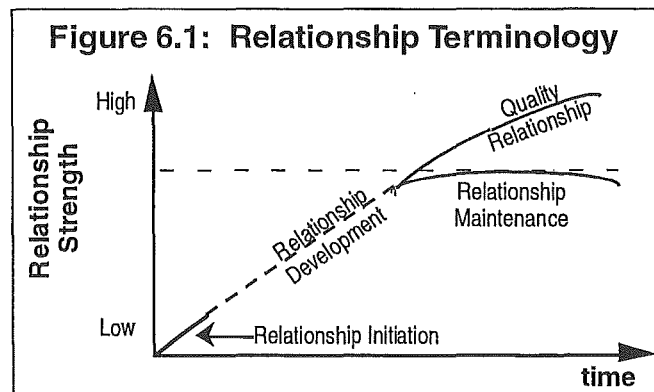 Figure 6.1: Relationship Terminology
High
Quality
Relationship
Relationship
Strength
Relationship
Development
Relationship
Maintenance
Low
Relationship Initiation
time